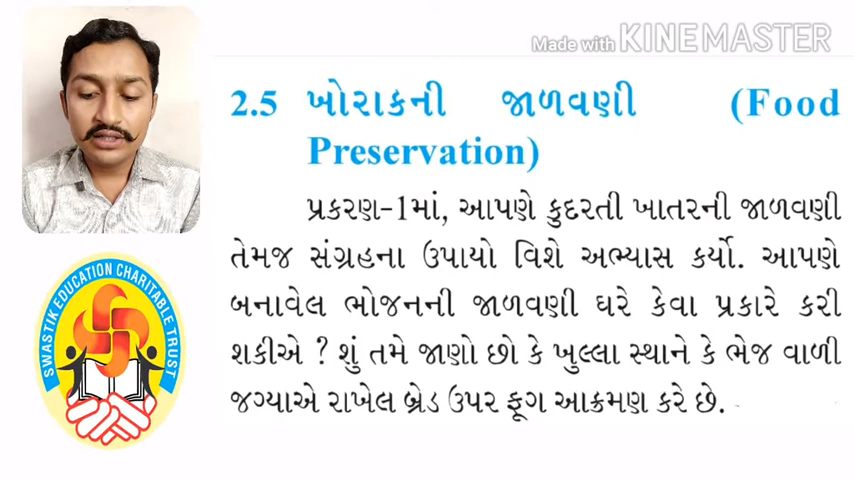 Made with KINEMASTER
2.5 ખોરાકની જાળવણી (Food
Preservation)
પ્રકરણ-1માં, આપણે કુદરતી ખાતરની જાળવણી
તેમજ સંગ્રહના ઉપાયો વિશે અભ્યાસ કર્યો. આપણે
બનાવેલ ભોજનની જાળવણી ઘરે કેવા પ્રકારે કરી
શકીએ ? શું તમે જાણો છો કે ખુલ્લા સ્થાને કે ભેજ વાળી
જગ્યાએ રાખેલ બ્રેડ ઉપર ફૂગ આક્રમણ કરે છે.
SWASTIK EDUCATION CHARITABLE TRUST